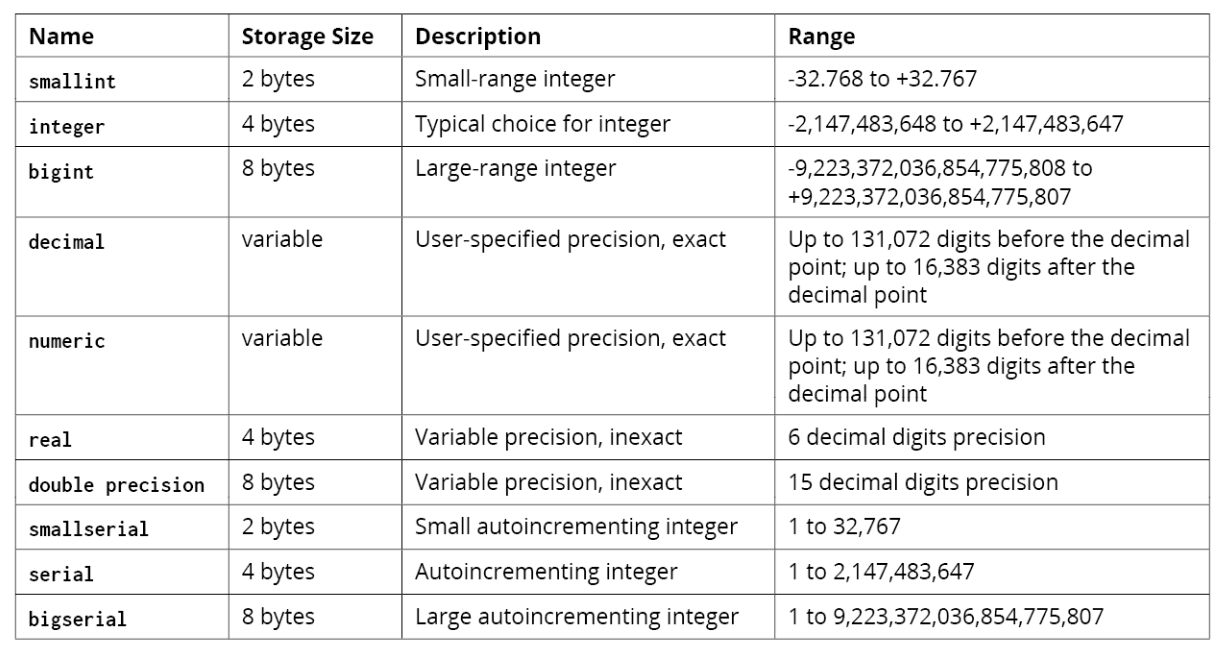 Name Storage Size Description Range
smallint 2 bytes Small-range integer -32.768 to +32.767
integer 4 bytes Typical choice for integer -2,147,483,648 to +2,147,483,647
bigint 8 bytes Large-range integer -9,223,372,036,854,775,808 to
+9,223,372,036,854,775,807
decimal variable User-specified precision, exact Up to 131,072 digits before the decimal
point; up to 16,383 digits after the
decimal point
numeric variable User-specified precision, exact Up to 131,072 digits before the decimal
point; up to 16,383 digits after the
decimal point
real 4 bytes Variable precision, inexact 6 decimal digits precision
double precision 8 bytes Variable precision, inexact 15 decimal digits precision
smallserial 2 bytes Small autoincrementing integer 1 to 32,767
serial 4 bytes Autoincrementing integer 1 to 2,147,483,647
bigserial 8 bytes Large autoincrementing integer 1 to 9,223,372,036,854,775,807